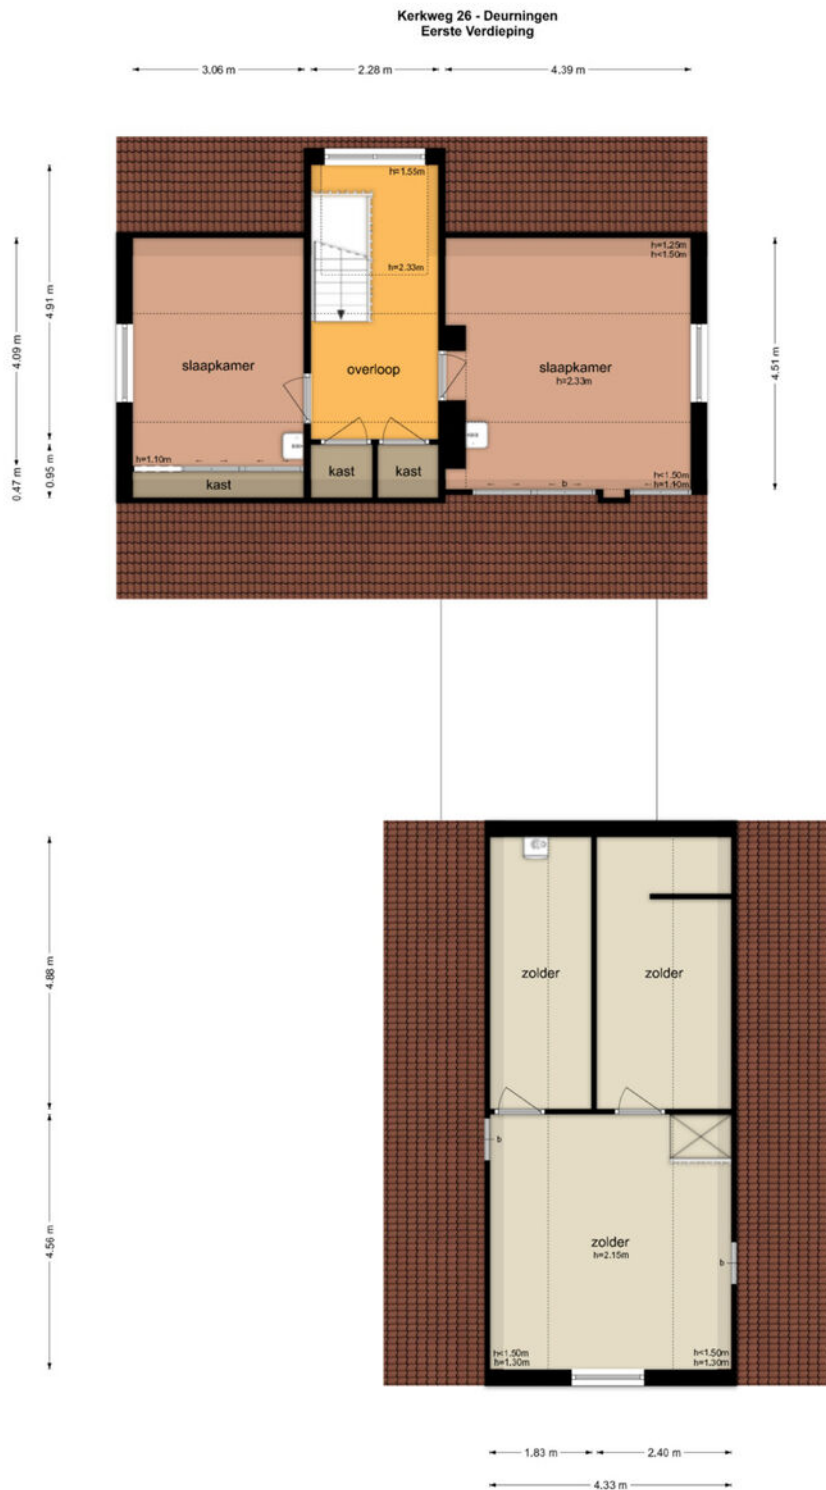 Kerkweg 26 - Deurningen
Eerste Verdieping
3.06 m
2.28 m
4.39 m
h=1.55m
h=1.25m
h<1.50m
h=2.33m
4.91 m
4.09 m
4.51 m
slaapkamer
overloop
slaapkamer
h=2.33m
h=1.10m
0.47 m
0.95 m
kast
kast
kast
b
h<1.50m
h=1.10m
4.88 m
zolder
zolder
b
4.56 m
zolder
h=2.15m
b
h<1.50m
h=1.30m
h<1.50m
h=1.30m
1.83 m
2.40 m
4.33 m